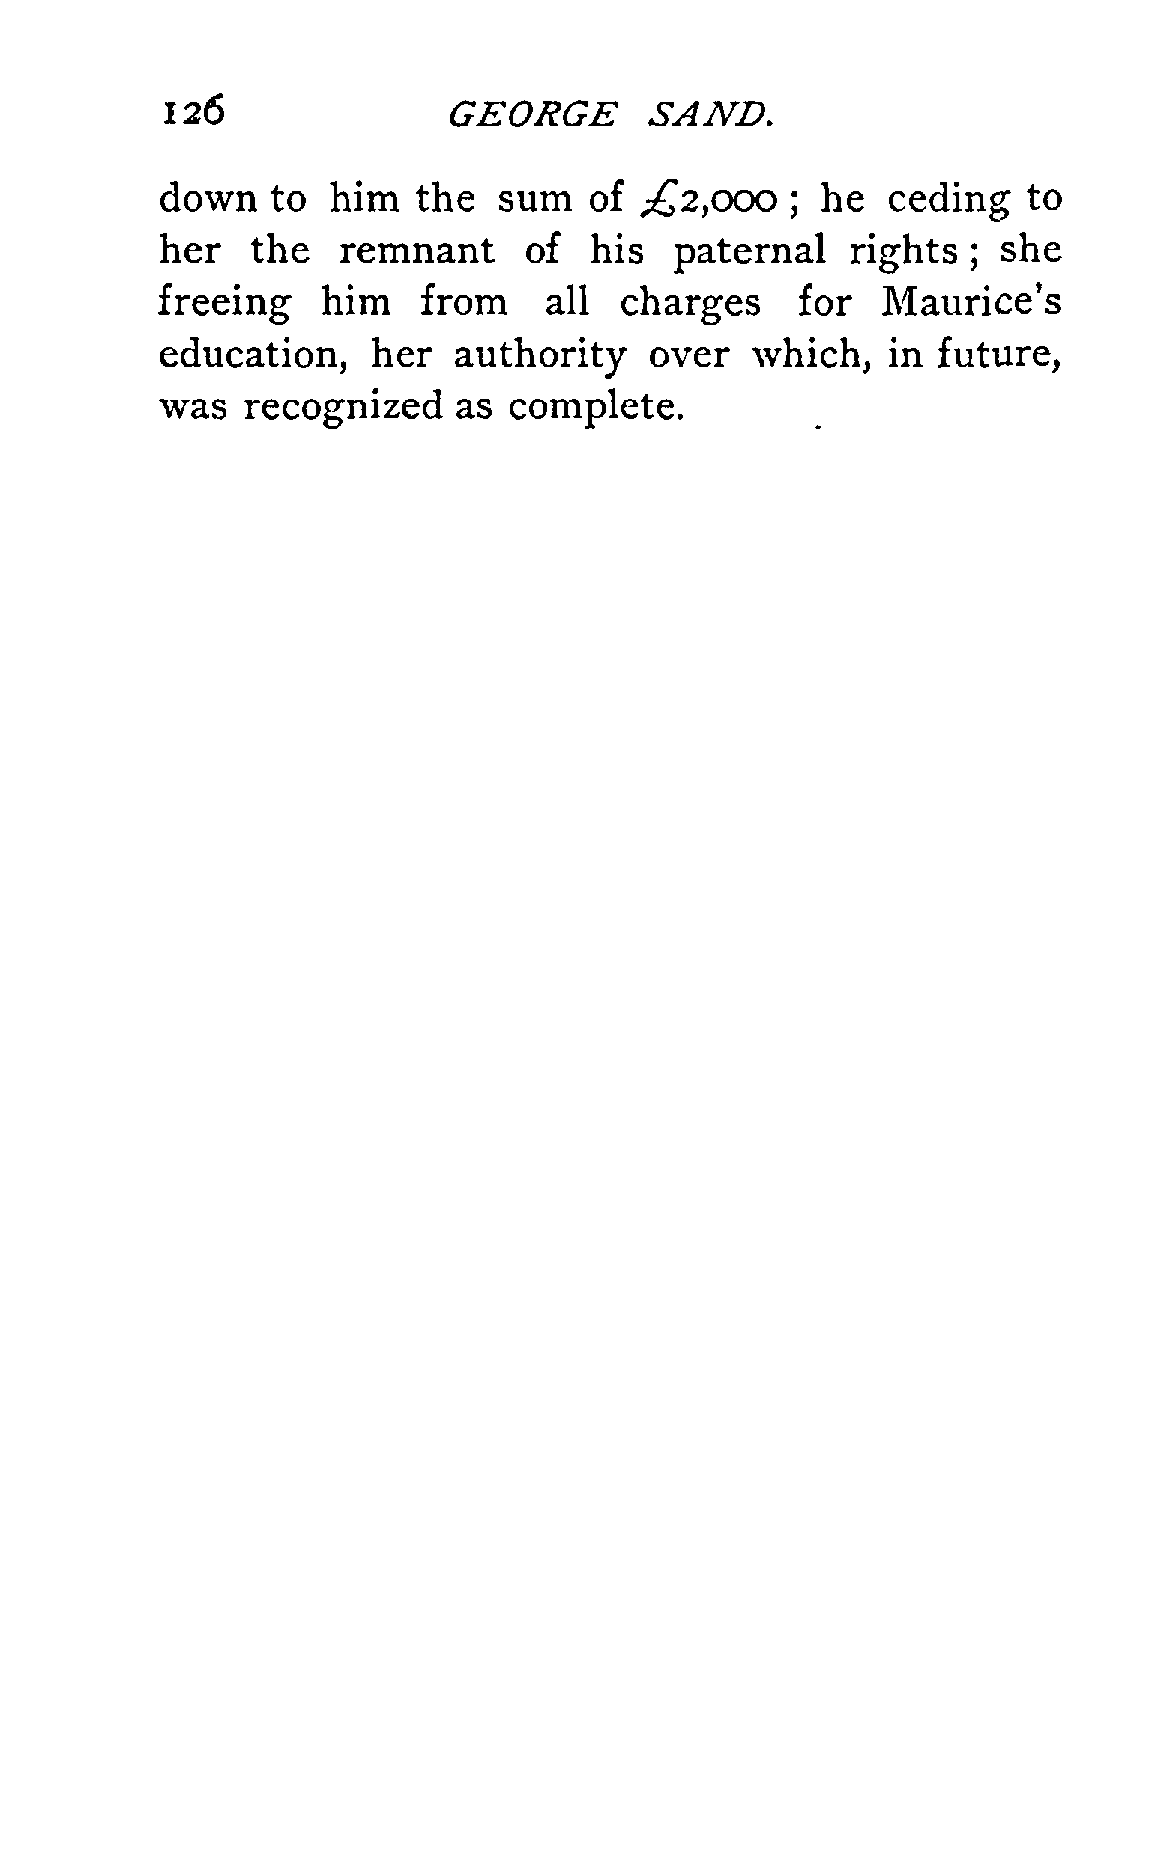 126 GEORGE SAND.
down to him the sum of £2,000 ; he ceding to
her the remnant of his paternal rights ; she
freeing him from all charges for Maurice's
education, her authority over which, in future,
was recognized as complete.